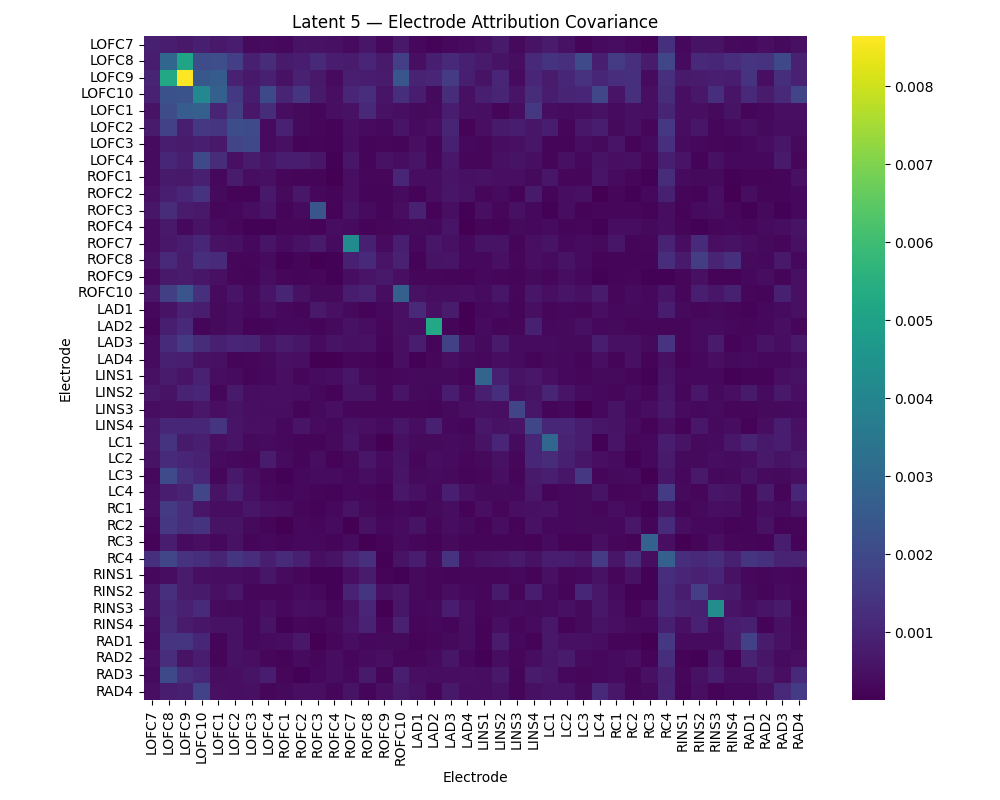 Latent 5 — Electrode Attribution Covariance
LOFC7
LOFC8
LOFC9
LOFC10
LOFC1
LOFC2
LOFC3
LOFC4
ROFC1
ROFC2
ROFC3
ROFC4
ROFC7
ROFC8
ROFC9
ROFC10
LAD1
LAD2
LAD3
LAD4
LINS1
LINS2
LINS3
LINS4
LC1
LC2
LC3
LC4
RC1
RC2
RC3
RC4
RINS1
RINS2
RINS3
RINS4
RAD1
RAD2
RAD3
RAD4
Electrode
LOFC7
LOFC8
LOFC9
LOFC10
LOFC1
LOFC2
LOFC3
LOFC4
ROFC1
ROFC2
ROFC3
ROFC4
ROFC7
ROFC8
ROFC9
ROFC10
LAD1
LAD2
LAD3
LAD4
LINS1
LINS2
LINS3
LINS4
LC1
LC2
LC3
LC4
RC1
RC2
RC3
RC4
RINS1
RINS2
RINS3
RINS4
RAD1
RAD2
RAD3
RAD4
Electrode
0.008
0.007
0.006
0.005
0.004
0.003
0.002
0.001